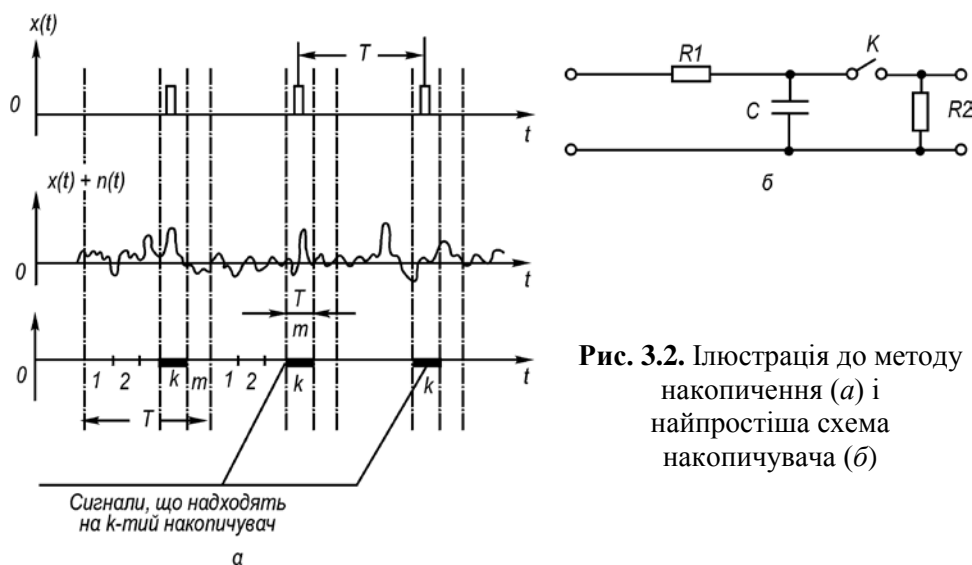 x(t)
T
0
t
x(t) + n(t)
0
t
T
m
0
1 2 k m 1 2 k k t
T
Сигнали, що надходять
на k-тий накопичувач
а
R1
K
C
R2
б
Рис. 3.2. Ілюстрація до методу
накопичення (а) і
найпростіша схема
накопичувача (б)